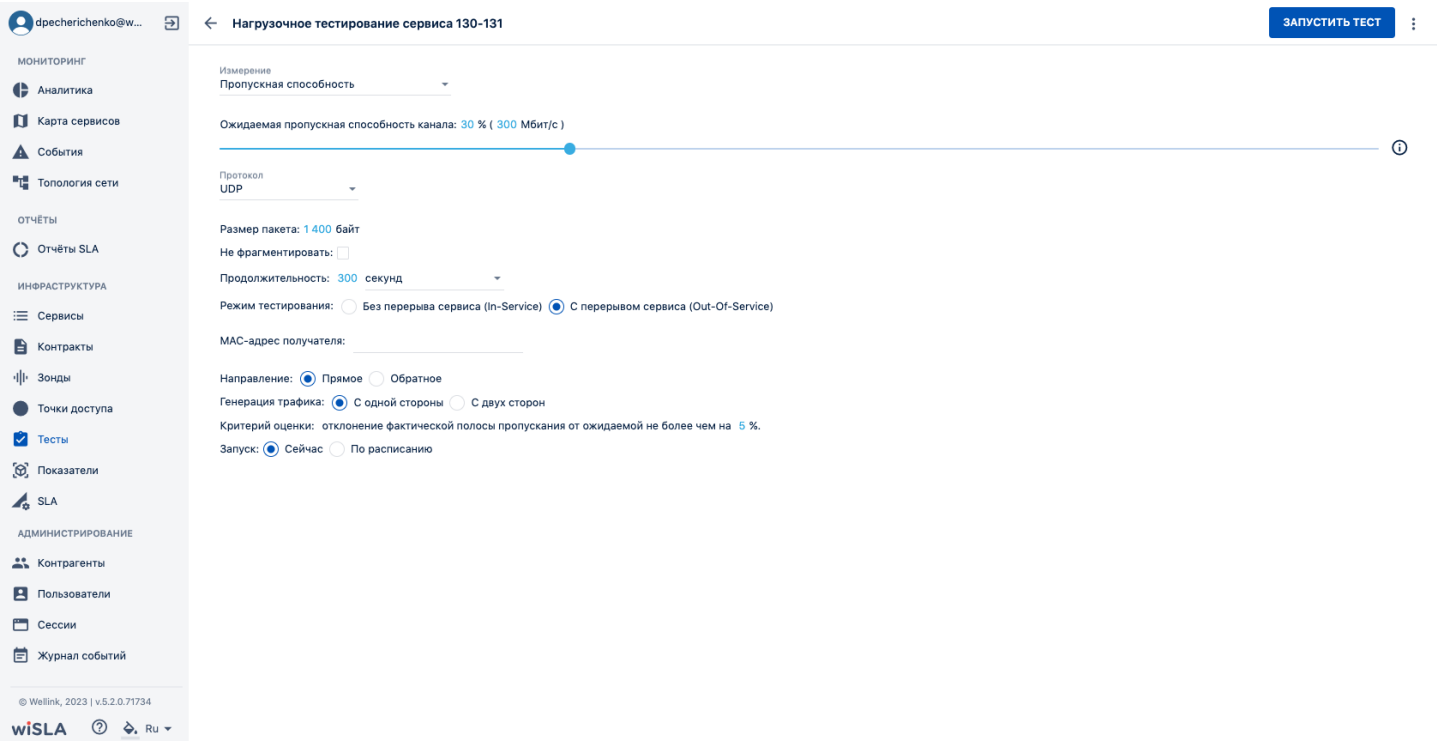 dpecherichenko@w...
МОНИТОРИНГ
Аналитика
Карта сервисов
События
Топология сети
ОТЧЁТЫ
Отчёты SLA
ИНФРАСТРУКТУРА
Сервисы
Контракты
Зонды
Точки доступа
Тесты
Показатели
SLA
АДМИНИСТРИРОВАНИЕ
Контрагенты
Пользователи
Сессии
Журнал событий
© Wellink, 2023 | v.5.2.0.71734
wiSLA Ru
Нагрузочное тестирование сервиса 130-131
ЗАПУСТИТЬ ТЕСТ
Измерение
Пропускная способность
Ожидаемая пропускная способность канала: 30 % ( 300 Мбит/с )
Протокол
UDP
Размер пакета: 1 400 байт
Не фрагментировать:
Продолжительность: 300 секунд
Режим тестирования: Без перерыва сервиса (In-Service) С перерывом сервиса (Out-Of-Service)
MAC-адрес получателя:
Направление: Прямое Обратное
Генерация трафика: С одной стороны С двух сторон
Критерий оценки: отклонение фактической полосы пропускания от ожидаемой не более чем на 5 %.
Запуск: Сейчас По расписанию